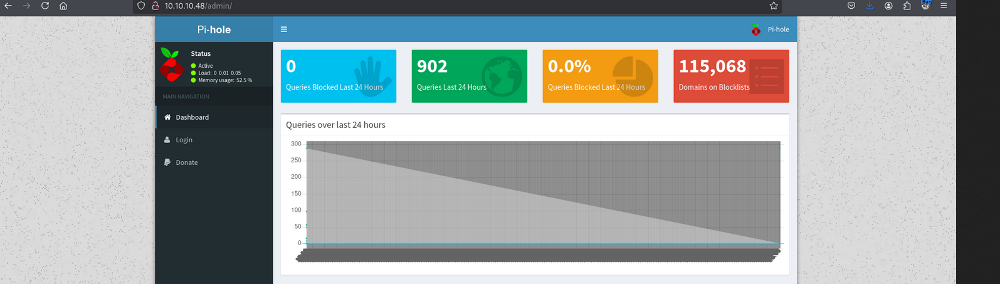 10.10.10.48/admin/
Pi-hole
Pi-hole
Status
Active
Load: 0 0.01 0.05
Memory usage: 52.5 %
MAIN NAVIGATION
Dashboard
Login
Donate
0
Queries Blocked Last 24 Hours
902
Queries Last 24 Hours
0.0%
Queries Blocked Last 24 Hours
115,068
Domains on Blocklists
Queries over last 24 hours
300
250
200
150
100
50
0